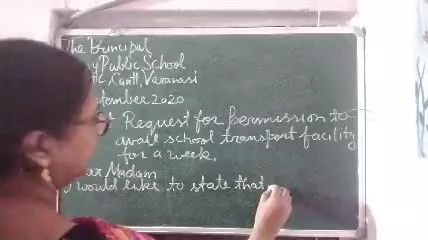 The Principal
Public School
Cantt, Varanasi
September 2020
Request for permission to
avail school transport facility
for a week.
Madam
I would like to state that